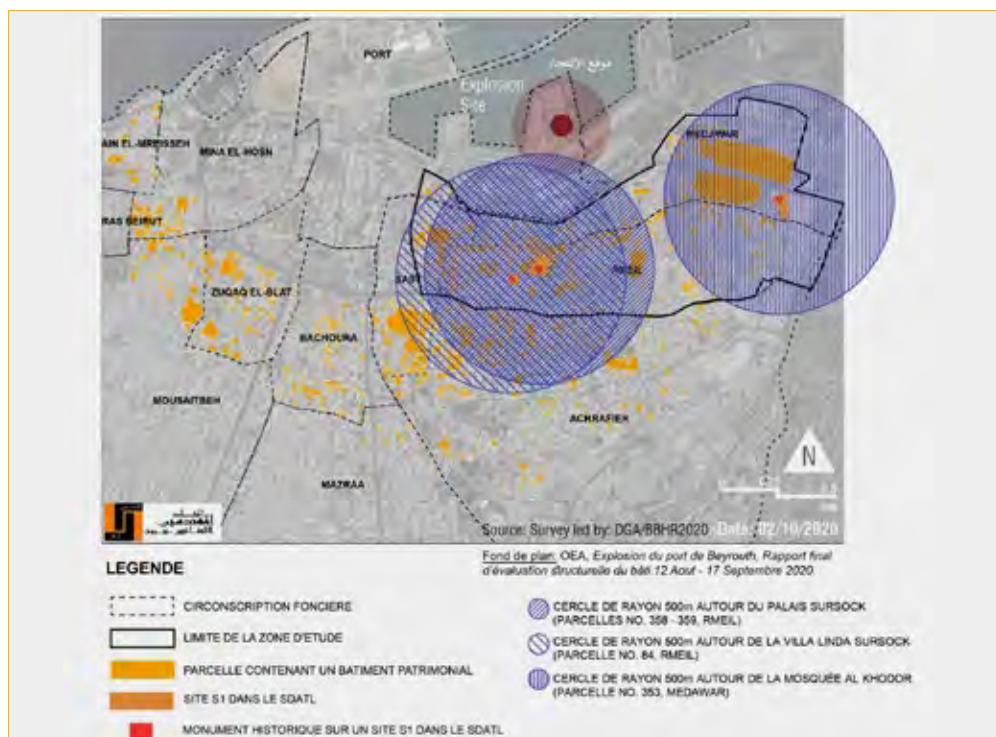 PORT
موقع الإنفجار
Explosion
Site
MEDAWAR
AIN EL-MREISSEH
MINA EL-HOSN
RAS BEIRUT
SAIFI
RMEIL
ZUQAQ EL-BLAT
BACHOURA
MOUSAITBEH
ACHRAFIEH
MAZRAA
N
Source: Survey led by: DGA/BBHR2020 Date: 02/10/2020
Fond de plan: OEA, Explosion du port de Beyrouth, Rapport final
d'évaluation structurelle du bâti 12 Aout - 17 Septembre 2020
LEGENDE
CIRCONSCRIPTION FONCIERE
LIMITE DE LA ZONE D'ETUDE
PARCELLE CONTENANT UN BATIMENT PATRIMONIAL
SITE S1 DANS LE SDATL
MONUMENT HISTORIQUE SUR UN SITE S1 DANS LE SDATL
CERCLE DE RAYON 500m AUTOUR DU PALAIS SURSOCK
(PARCELLES NO. 358 - 359, RMEIL)
CERCLE DE RAYON 500m AUTOUR DE LA VILLA LINDA SURSOCK
(PARCELLE NO. 84, RMEIL)
CERCLE DE RAYON 500m AUTOUR DE LA MOSQUÉE AL KHODOR
(PARCELLE NO. 353, MEDAWAR)